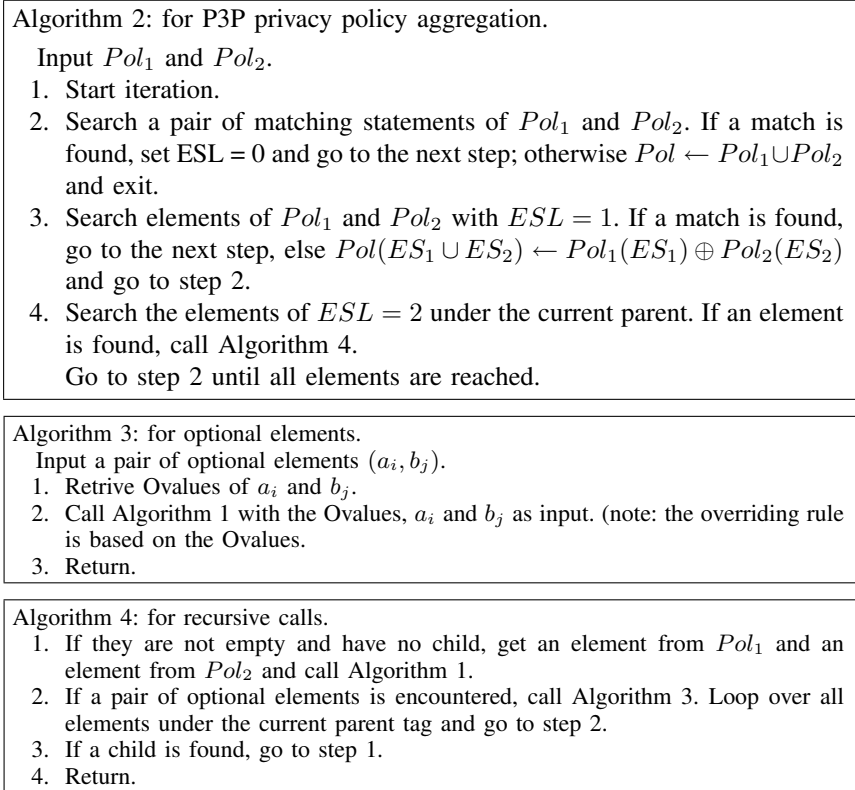 Algorithm 2: for P3P privacy policy aggregation.
Input Pol₁ and Pol₂.
1. Start iteration.
2. Search a pair of matching statements of Pol₁ and Pol₂. If a match is
found, set ESL = 0 and go to the next step; otherwise Pol ← Pol₁∪Pol₂
and exit.
3. Search elements of Pol₁ and Pol₂ with ESL = 1. If a match is found,
go to the next step, else Pol(ES₁ ∪ ES₂) ← Pol₁(ES₁) ⊕ Pol₂(ES₂)
and go to step 2.
4. Search the elements of ESL = 2 under the current parent. If an element
is found, call Algorithm 4.
Go to step 2 until all elements are reached.
Algorithm 3: for optional elements.
Input a pair of optional elements (aᵢ, bⱼ).
1. Retrive Ovalues of aᵢ and bⱼ.
2. Call Algorithm 1 with the Ovalues, aᵢ and bⱼ as input. (note: the overriding rule
is based on the Ovalues.
3. Return.
Algorithm 4: for recursive calls.
1. If they are not empty and have no child, get an element from Pol₁ and an
element from Pol₂ and call Algorithm 1.
2. If a pair of optional elements is encountered, call Algorithm 3. Loop over all
elements under the current parent tag and go to step 2.
3. If a child is found, go to step 1.
4. Return.